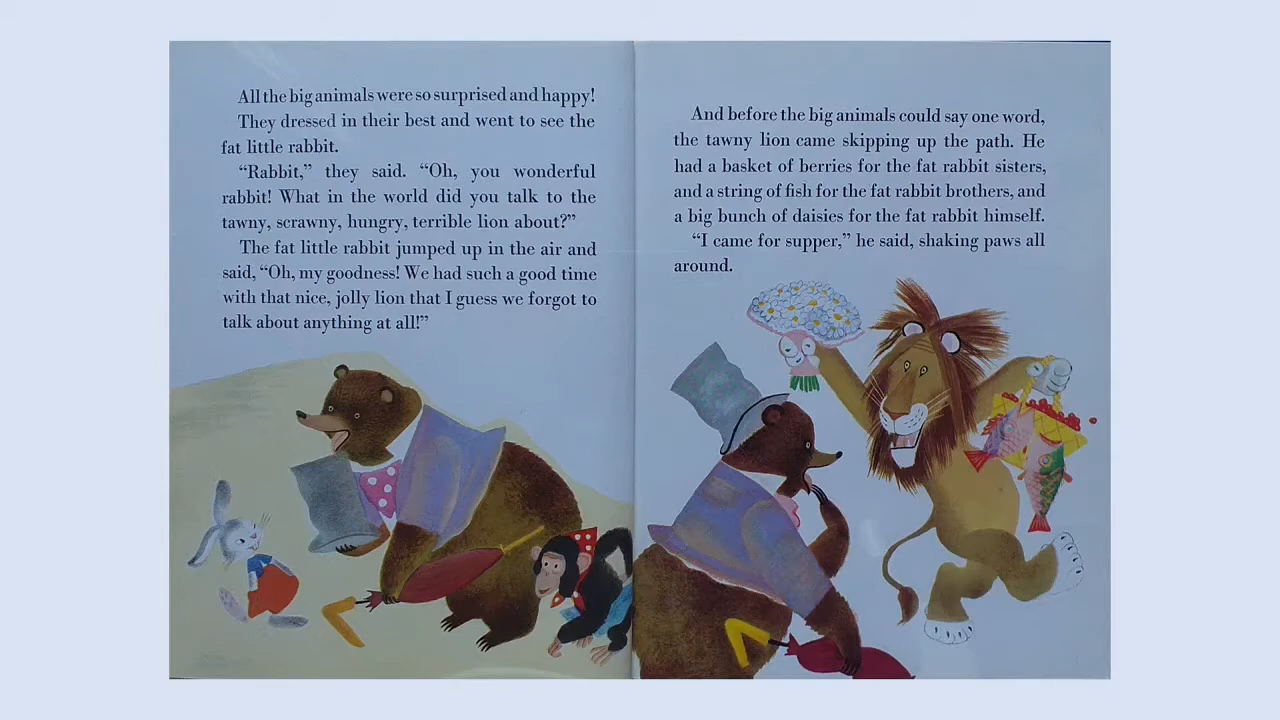 All the big animals were so surprised and happy!
They dressed in their best and went to see the
fat little rabbit.
“Rabbit,” they said. “Oh, you wonderful
rabbit! What in the world did you talk to the
tawny, scrawny, hungry, terrible lion about?”
The fat little rabbit jumped up in the air and
said, “Oh, my goodness! We had such a good time
with that nice, jolly lion that I guess we forgot to
talk about anything at all!”
And before the big animals could say one word,
the tawny lion came skipping up the path. He
had a basket of berries for the fat rabbit sisters,
and a string of fish for the fat rabbit brothers, and
a big bunch of daisies for the fat rabbit himself.
“I came for supper,” he said, shaking paws all
around.